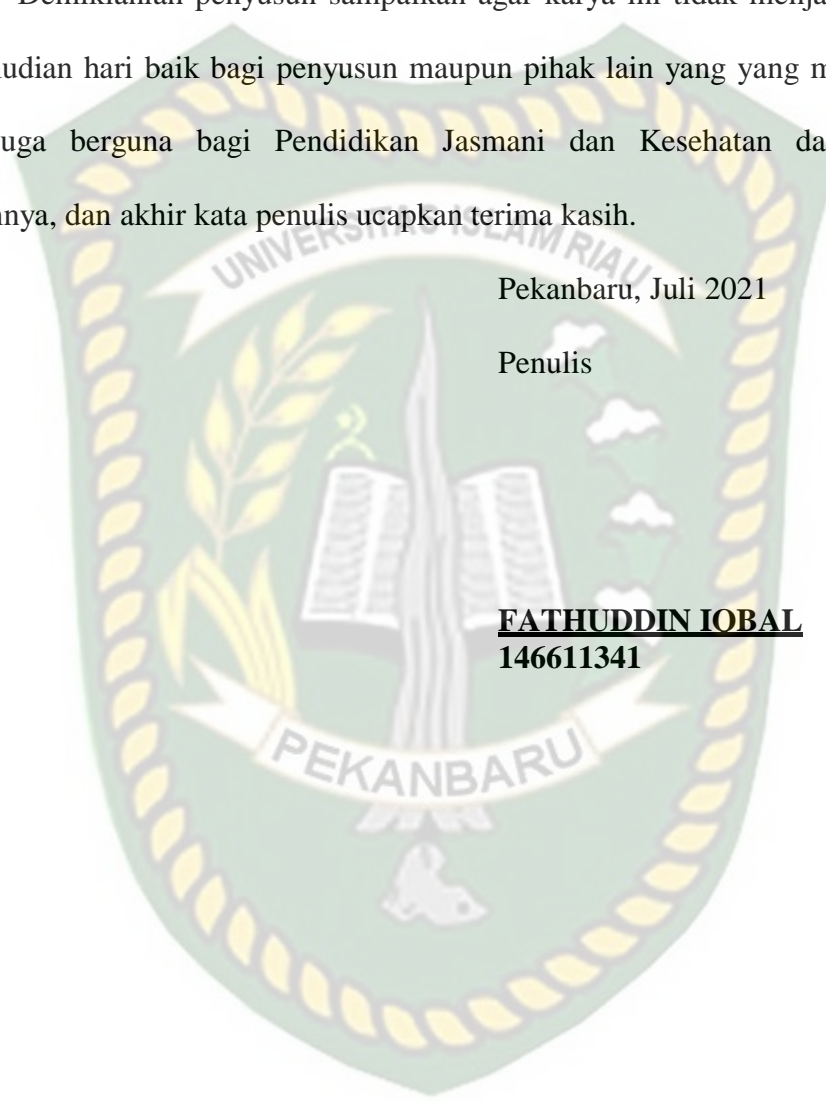 Demikianlah penyusun sampaikan agar karya ini tidak menja
udian hari baik bagi penyusun maupun pihak lain yang yang m
uga berguna bagi Pendidikan Jasmani dan Kesehatan da
nnya, dan akhir kata penulis ucapkan terima kasih.
UNIVERSITAS ISLAM RIAU
Pekanbaru, Juli 2021
Penulis
FATHUDDIN IQBAL
146611341
PEKANBARU